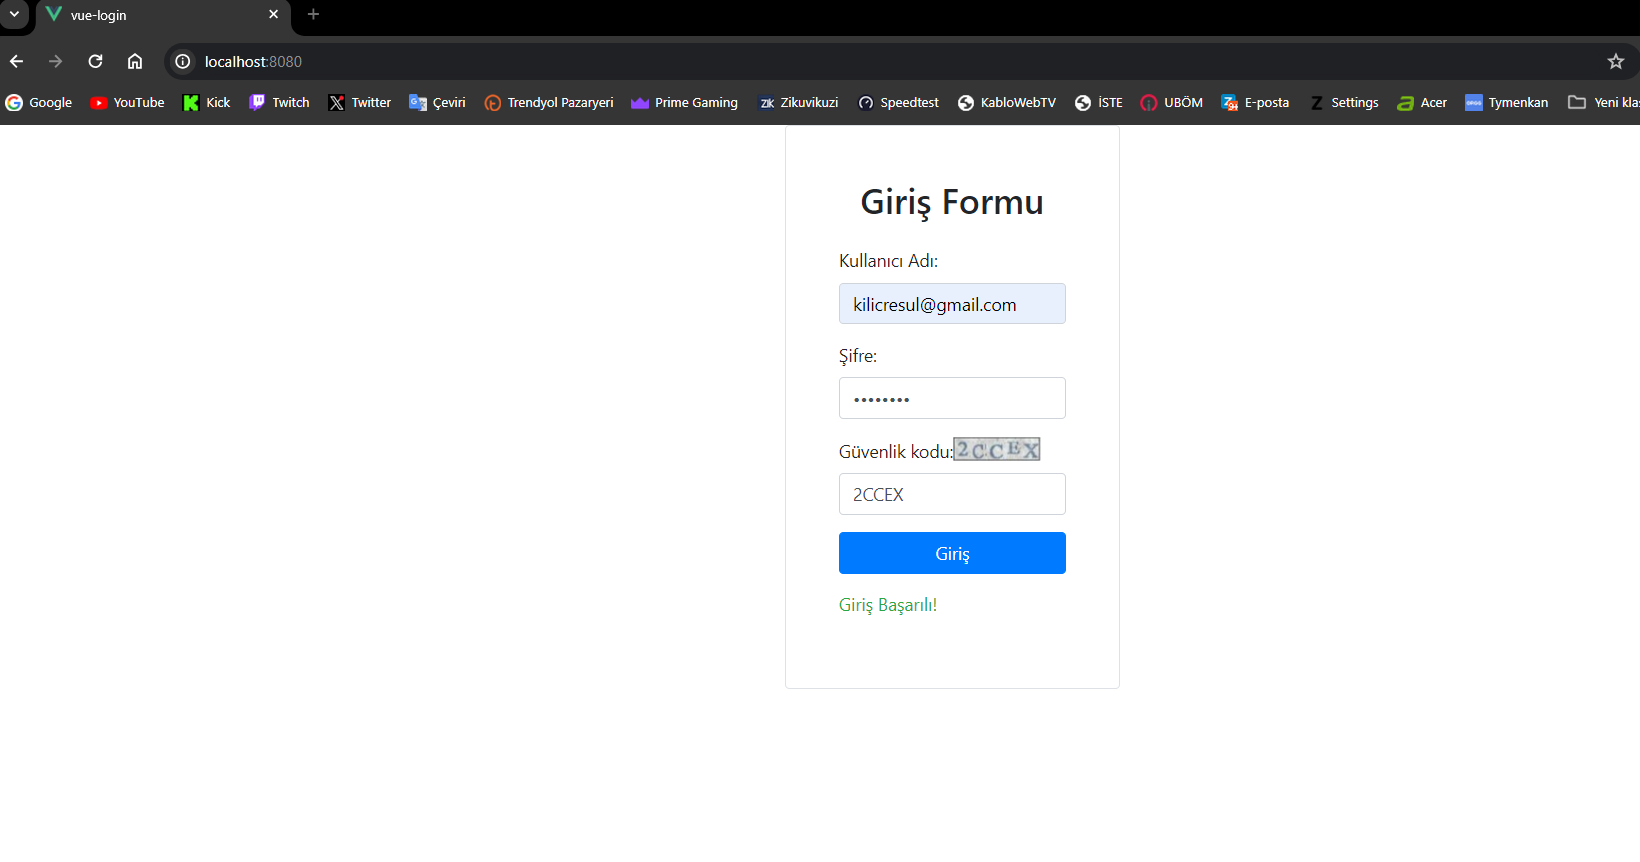 vue-login
localhost:8080
Google YouTube Kick Twitch Twitter Çeviri Trendyol Pazaryeri Prime Gaming Zikuvikuzi Speedtest KabloWebTV İSTE UBÖM E-posta Settings Acer Tymenkan Yeni klas
Giriş Formu
Kullanıcı Adı:
kilicresul@gmail.com
Şifre:
••••••••
Güvenlik kodu: 2CCEX
2CCEX
Giriş
Giriş Başarılı!